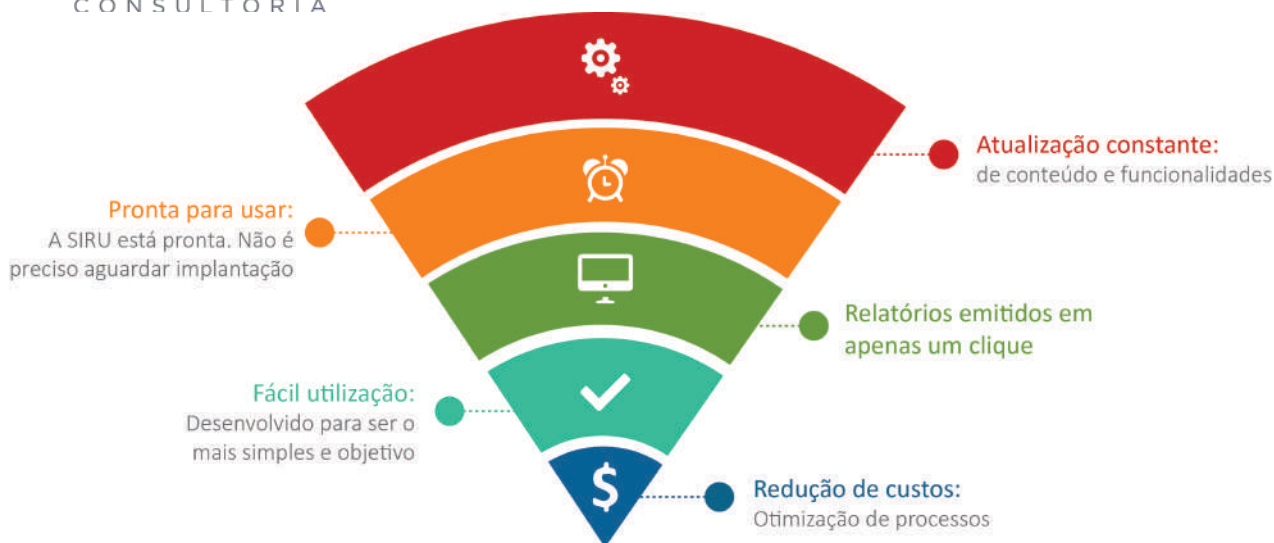 CONSULTORIA
Atualização constante:
de conteúdo e funcionalidades
Pronta para usar:
A SIRU está pronta. Não é
preciso aguardar implantação
Relatórios emitidos em
apenas um clique
Fácil utilização:
Desenvolvido para ser o
mais simples e objetivo
$
Redução de custos:
Otimização de processos